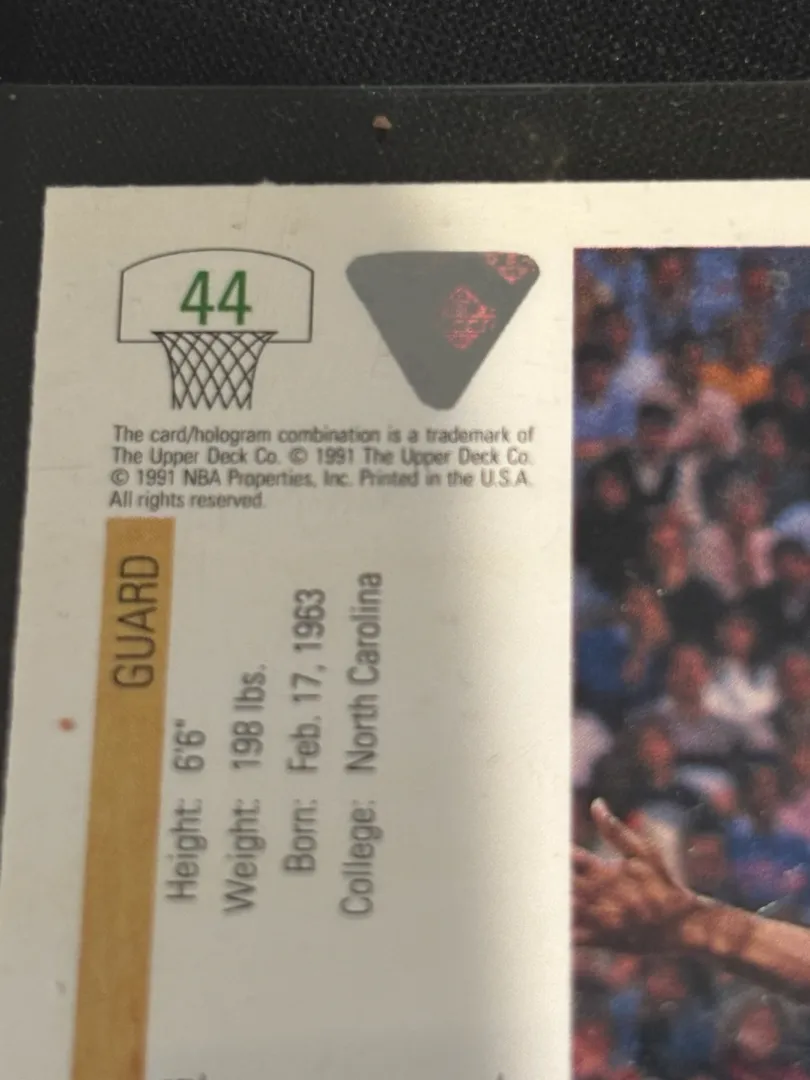 44
The card/hologram combination is a trademark of
The Upper Deck Co. © 1991 The Upper Deck Co.
© 1991 NBA Properties, Inc. Printed in the U.S.A.
All rights reserved.
GUARD
Height: 6'6"
Weight: 198 lbs.
Born: Feb. 17, 1963
College: North Carolina